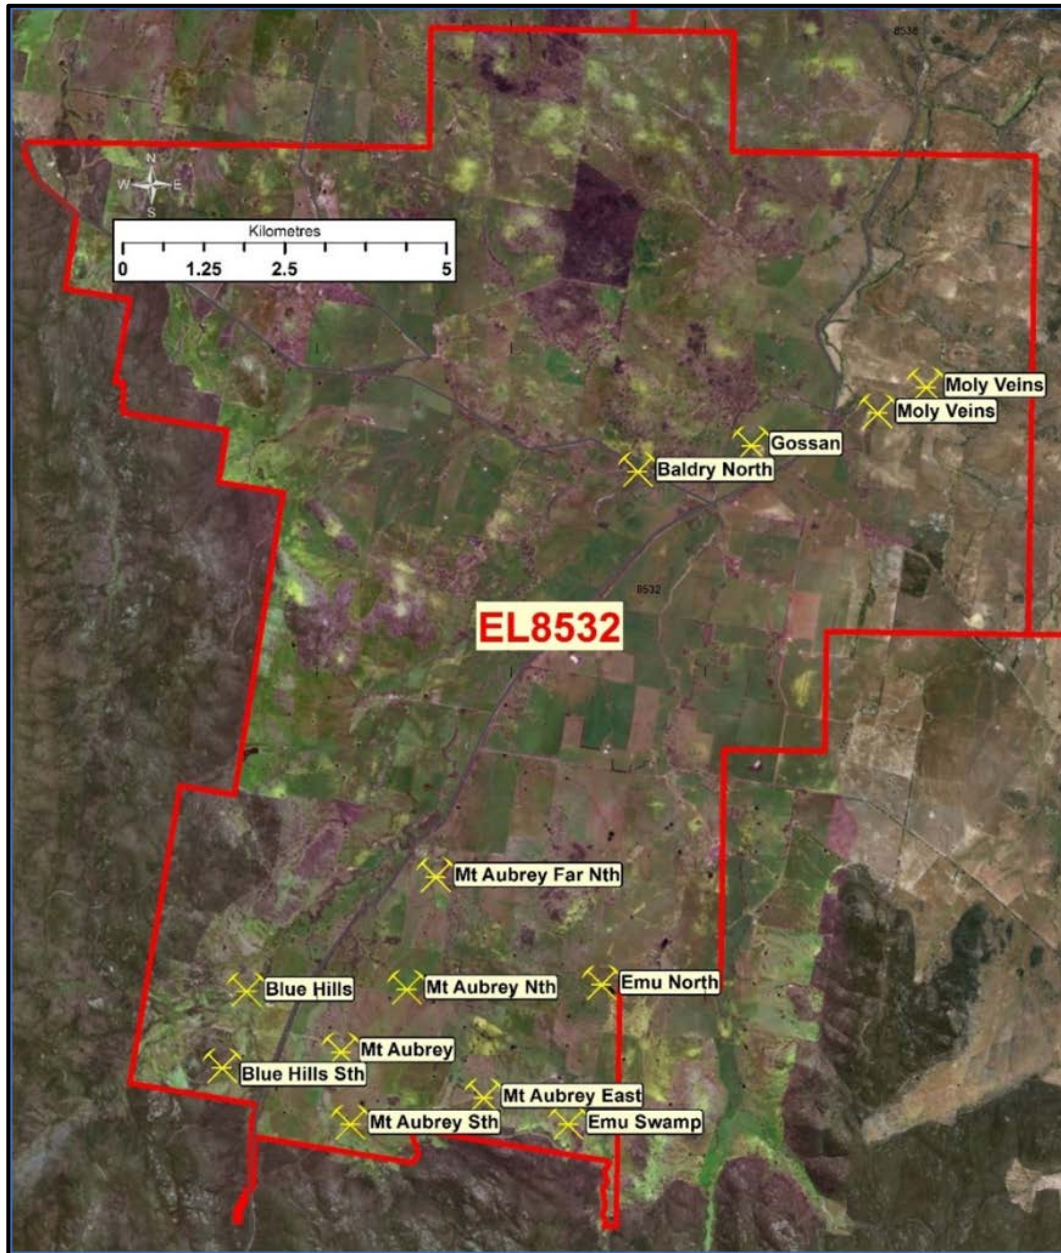 8538
N
W E
S
Kilometres
0 1.25 2.5 5
Moly Veins
Moly Veins
Gossan
Baldry North
8532
EL8532
Mt Aubrey Far Nth
Blue Hills
Mt Aubrey Nth
Emu North
Mt Aubrey
Blue Hills Sth
Mt Aubrey East
Mt Aubrey Sth
Emu Swamp